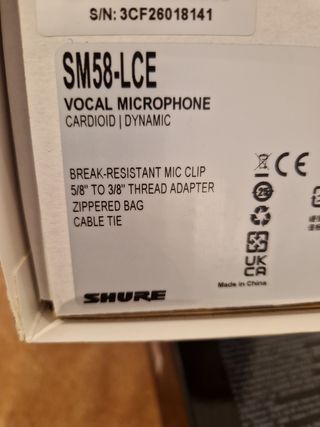 S/N: 3CF26018141
SM58-LCE
VOCAL MICROPHONE
CARDIOID | DYNAMIC
BREAK-RESISTANT MIC CLIP
5/8" TO 3/8" THREAD ADAPTER
ZIPPERED BAG
CABLE TIE
CE
25
UK
CA
Made in China
SHURE